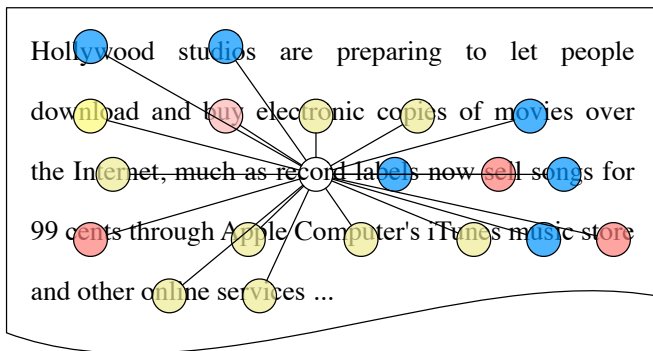 Hollywood studios are preparing to let people
download and buy electronic copies of movies over
the Internet, much as record labels now sell songs for
99 cents through Apple Computer's iTunes music store
and other online services ...